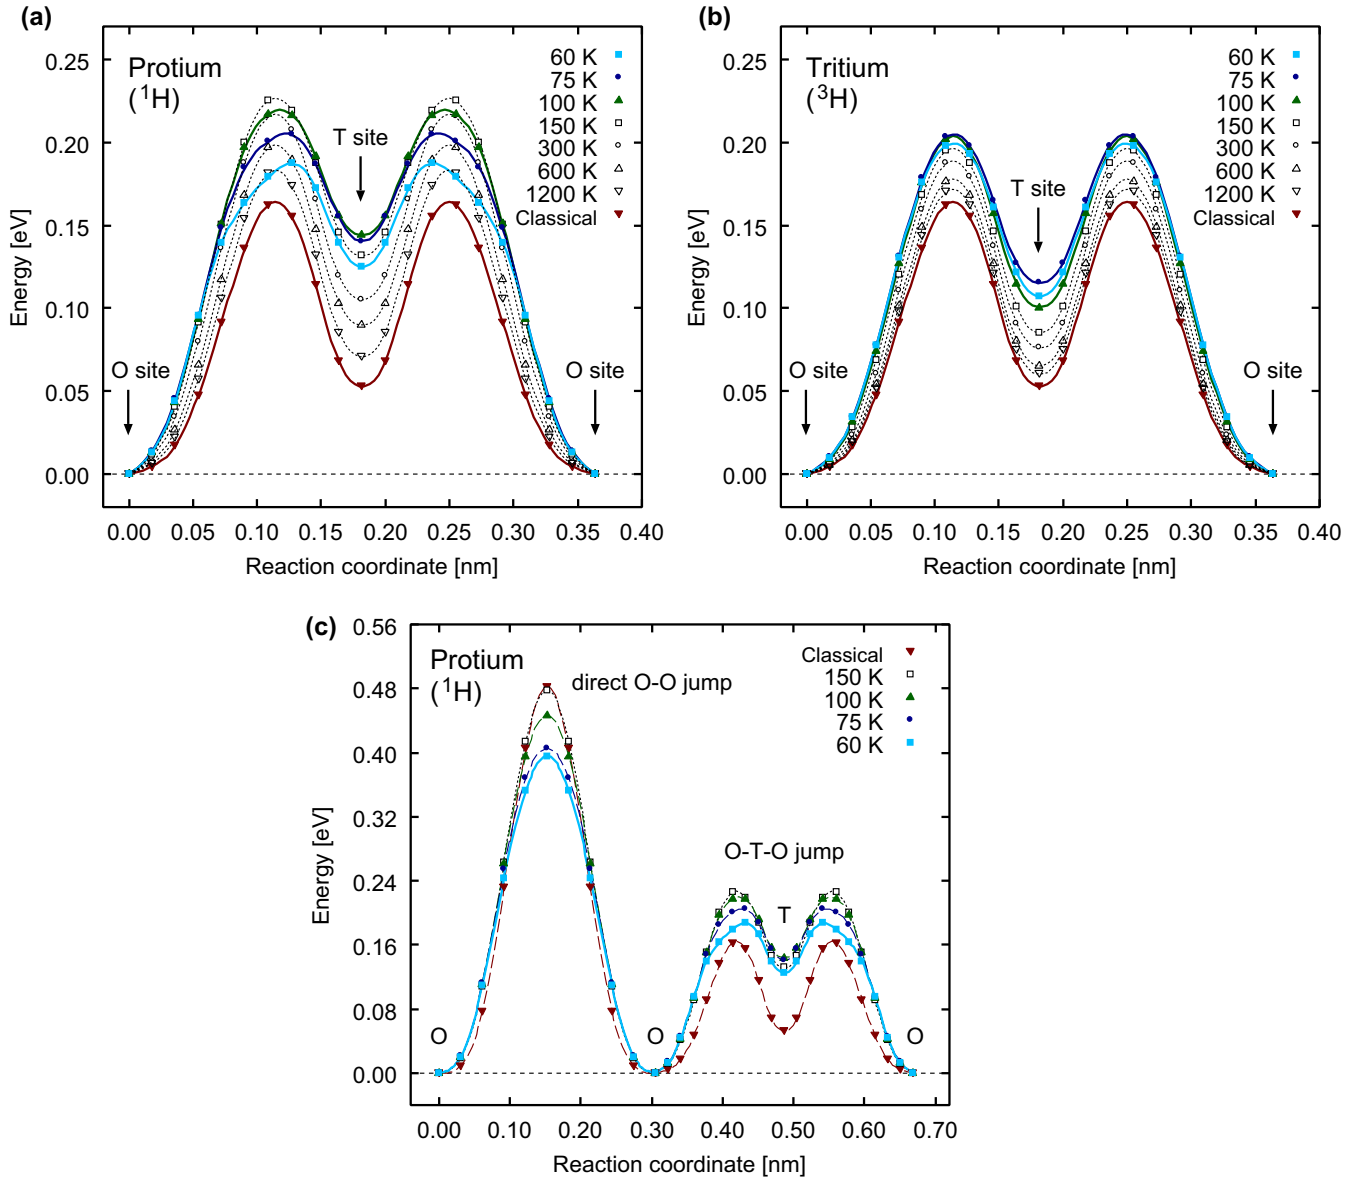 (a)
Protium
(¹H)
60 K
75 K
100 K
150 K
300 K
600 K
1200 K
Classical
T site
O site
O site
Energy [eV]
0.25
0.20
0.15
0.10
0.05
0.00
0.00 0.05 0.10 0.15 0.20 0.25 0.30 0.35 0.40
Reaction coordinate [nm]
(b)
Tritium
(³H)
60 K
75 K
100 K
150 K
300 K
600 K
1200 K
Classical
T site
O site
O site
Energy [eV]
0.25
0.20
0.15
0.10
0.05
0.00
0.00 0.05 0.10 0.15 0.20 0.25 0.30 0.35 0.40
Reaction coordinate [nm]
(c)
Protium
(¹H)
direct O-O jump
Classical
150 K
100 K
75 K
60 K
O-T-O jump
T
O
O
O
Energy [eV]
0.56
0.48
0.40
0.32
0.24
0.16
0.08
0.00
0.00 0.10 0.20 0.30 0.40 0.50 0.60 0.70
Reaction coordinate [nm]